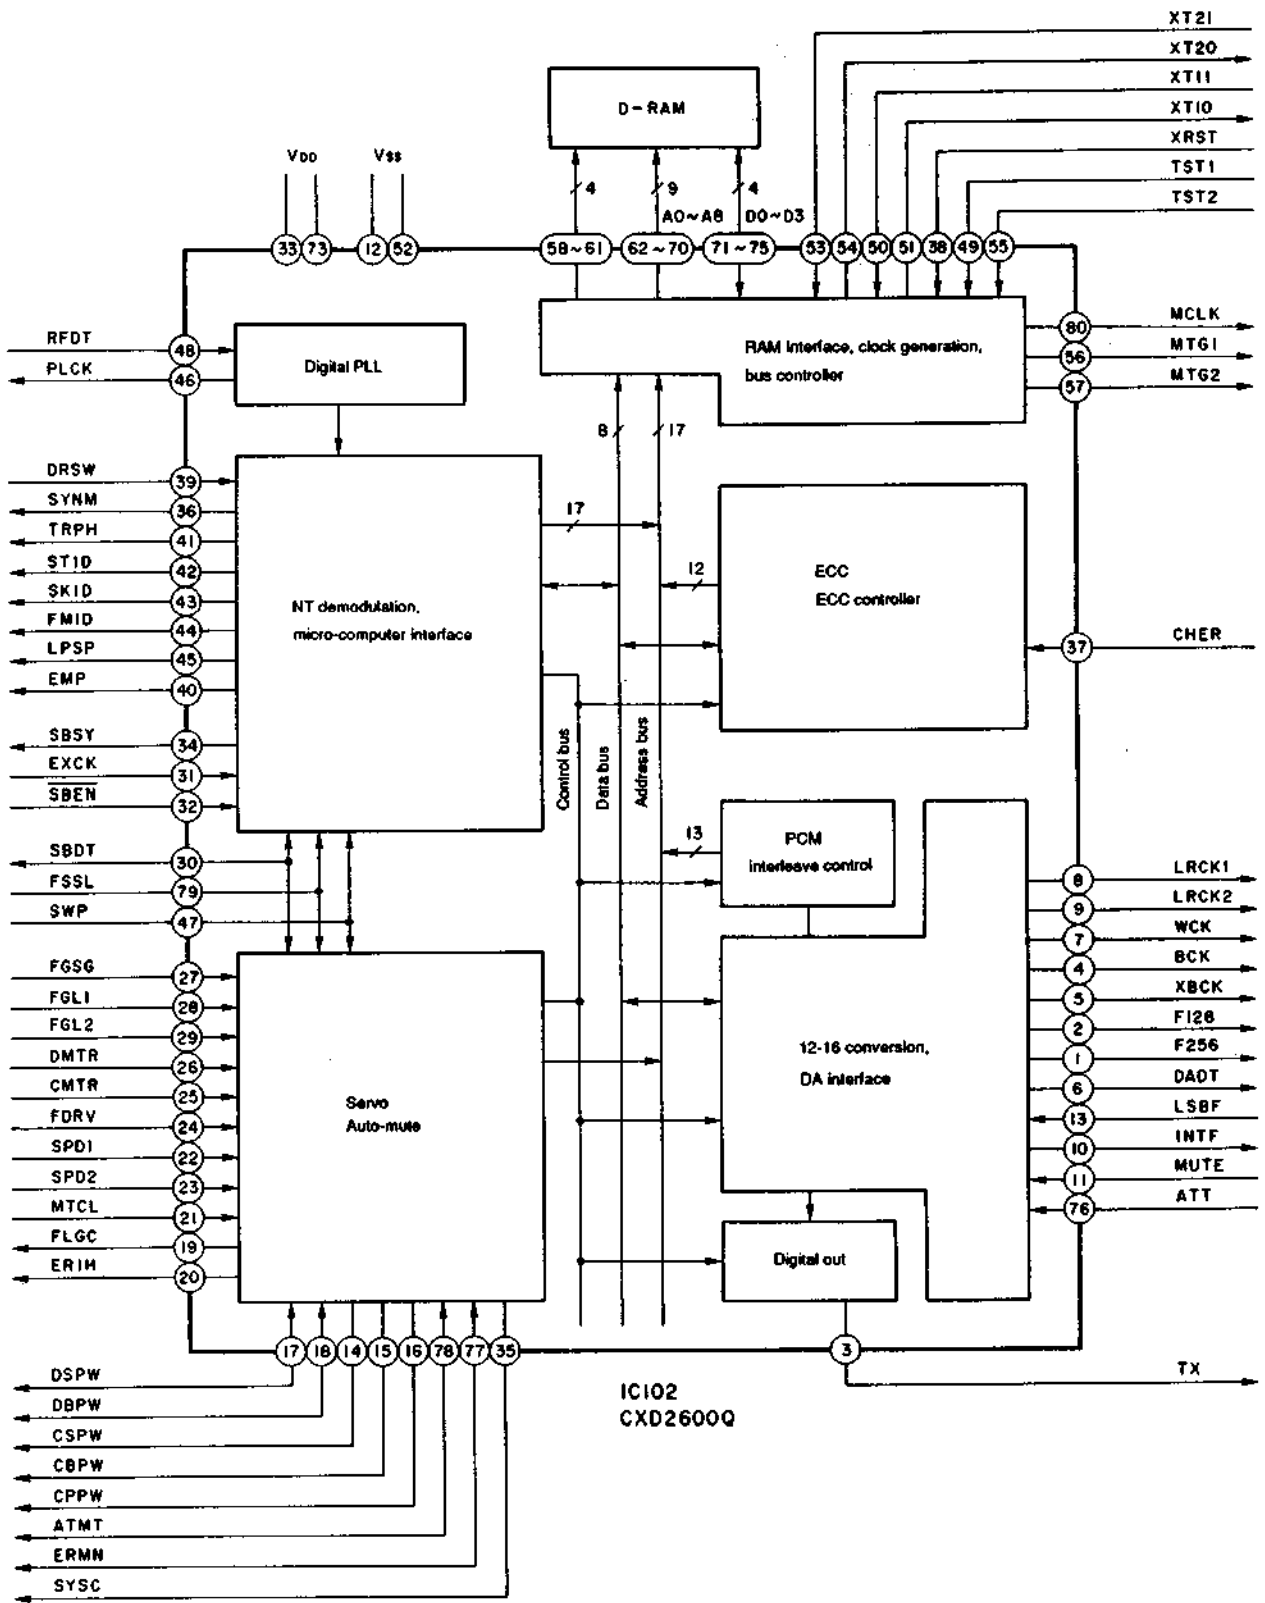 XT21
XT20
XT11
XT10
XRST
TST1
TST2
D-RAM
VDD
VSS
4
9
4
A0~A8
D0~D3
33
73
12
52
58~61
62~70
71~75
53
54
50
51
38
49
55
RFDT
48
PLCK
46
Digital PLL
RAM interface, clock generation,
bus controller
80
MCLK
56
MTG1
57
MTG2
8
17
DRSW
39
SYNM
36
TRPH
41
STID
42
SKID
43
FMID
44
LPSP
45
EMP
40
SBSY
34
EXCK
31
SBEN
32
NT demodulation,
micro-computer interface
17
12
ECC
ECC controller
37
CHER
Control bus
Data bus
Address bus
SBDT
30
FSSL
79
SWP
47
13
PCM
interleave control
8
LRCK1
9
LRCK2
7
WCK
4
BCK
5
XBCK
2
F128
1
F256
6
DADT
13
LSBF
10
INTF
11
MUTE
76
ATT
FGSG
27
FGL1
28
FGL2
29
DMTR
26
CMTR
25
FDRV
24
SPD1
22
SPD2
23
MTCL
21
FLGC
19
ERIH
20
Servo
Auto-mute
12-16 conversion,
DA interface
Digital out
17
18
14
15
16
78
77
35
3
DSPW
DBPW
CSPW
CBPW
CPPW
ATMT
ERMN
SYSC
TX
IC102
CXD2600Q